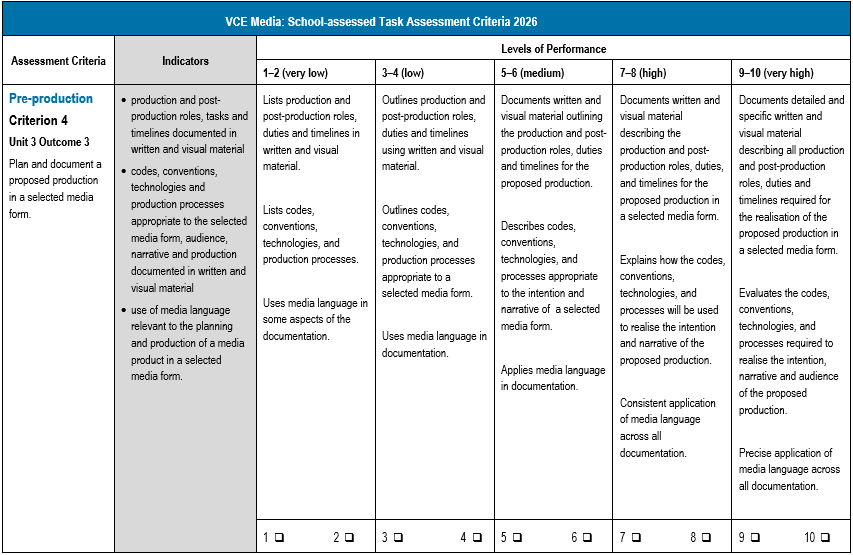 VCE Media: School-assessed Task Assessment Criteria 2026
Assessment Criteria
Indicators
Levels of Performance
1–2 (very low)
3–4 (low)
5–6 (medium)
7–8 (high)
9–10 (very high)
Pre-production
Criterion 4
Unit 3 Outcome 3
Plan and document a
proposed production
in a selected media
form.
• production and post-
production roles, tasks and
timelines documented in
written and visual material
• codes, conventions,
technologies and
production processes
appropriate to the selected
media form, audience,
narrative and production
documented in written and
visual material
• use of media language
relevant to the planning
and production of a media
product in a selected
media form.
Lists production and
post-production roles,
duties and timelines in
written and visual
material.
Lists codes,
conventions,
technologies, and
production processes.
Uses media language in
some aspects of the
documentation.
Outlines production and
post-production roles,
duties and timelines
using written and visual
material.
Outlines codes,
conventions,
technologies, and
production processes
appropriate to a
selected media form.
Uses media language in
documentation.
Documents written and
visual material outlining
the production and post-
production roles, duties
and timelines for the
proposed production.
Describes codes,
conventions,
technologies, and
processes appropriate
to the intention and
narrative of a selected
media form.
Applies media language
in documentation.
Documents written and
visual material
describing the
production and post-
production roles, duties,
and timelines for the
proposed production in
a selected media form.
Explains how the codes,
conventions,
technologies, and
processes will be used
to realise the intention
and narrative of the
proposed production.
Consistent application
of media language
across all
documentation.
Documents detailed and
specific written and
visual material
describing all production
and post-production
roles, duties and
timelines required for
the realisation of the
proposed production in
a selected media form.
Evaluates the codes,
conventions,
technologies, and
processes required to
realise the intention,
narrative and audience
of the proposed
production.
Precise application of
media language across
all documentation.
1 ❑ 2 ❑
3 ❑ 4 ❑
5 ❑ 6 ❑
7 ❑ 8 ❑
9 ❑ 10 ❑